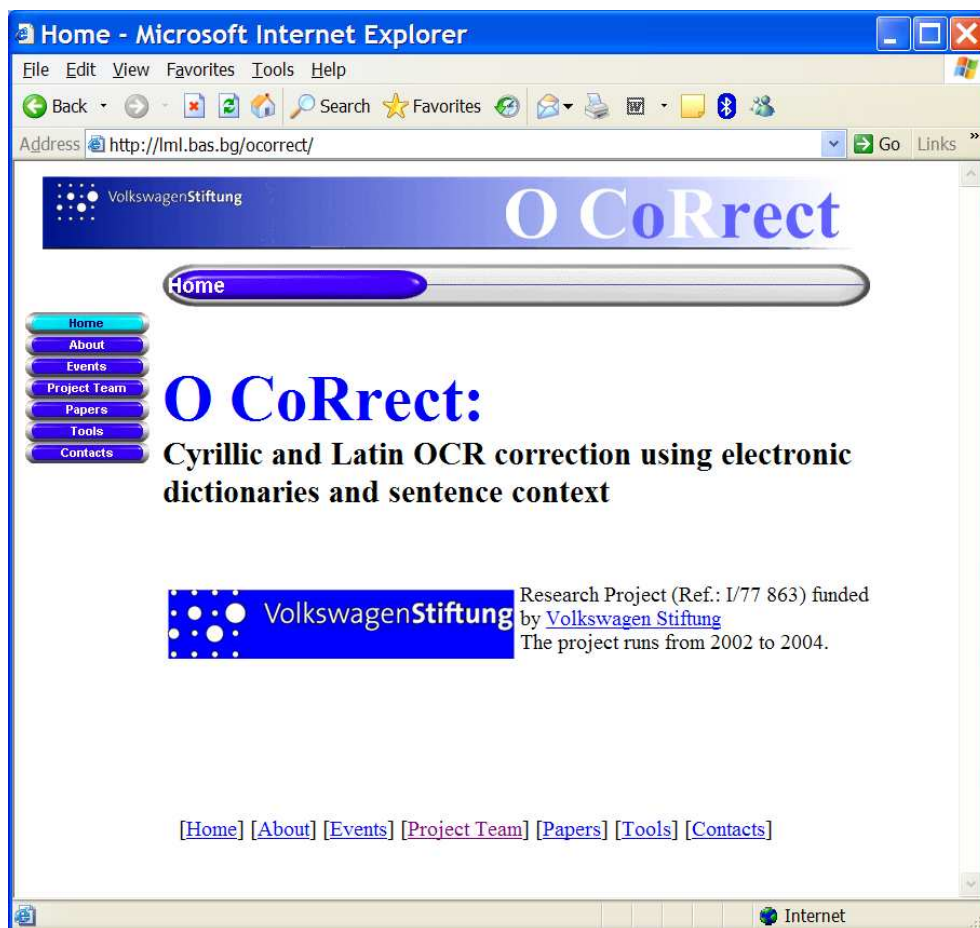 Home - Microsoft Internet Explorer
File Edit View Favorites Tools Help
Back Search Favorites
Address http://lml.bas.bg/ocorrect/ Go Links »
VolkswagenStiftung O CoRrect
Home
Home
About
Events
Project Team
Papers
Tools
Contacts
O CoRrect:
Cyrillic and Latin OCR correction using electronic
dictionaries and sentence context
VolkswagenStiftung
Research Project (Ref.: I/77 863) funded
by Volkswagen Stiftung
The project runs from 2002 to 2004.
[Home] [About] [Events] [Project Team] [Papers] [Tools] [Contacts]
Internet